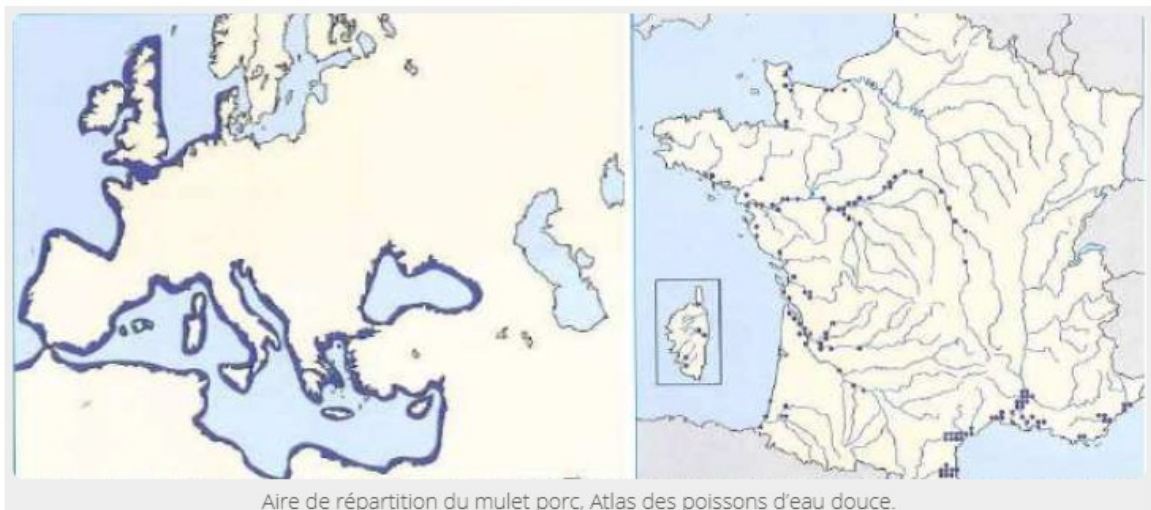 Aire de répartition du mulet porc, Atlas des poissons d'eau douce.